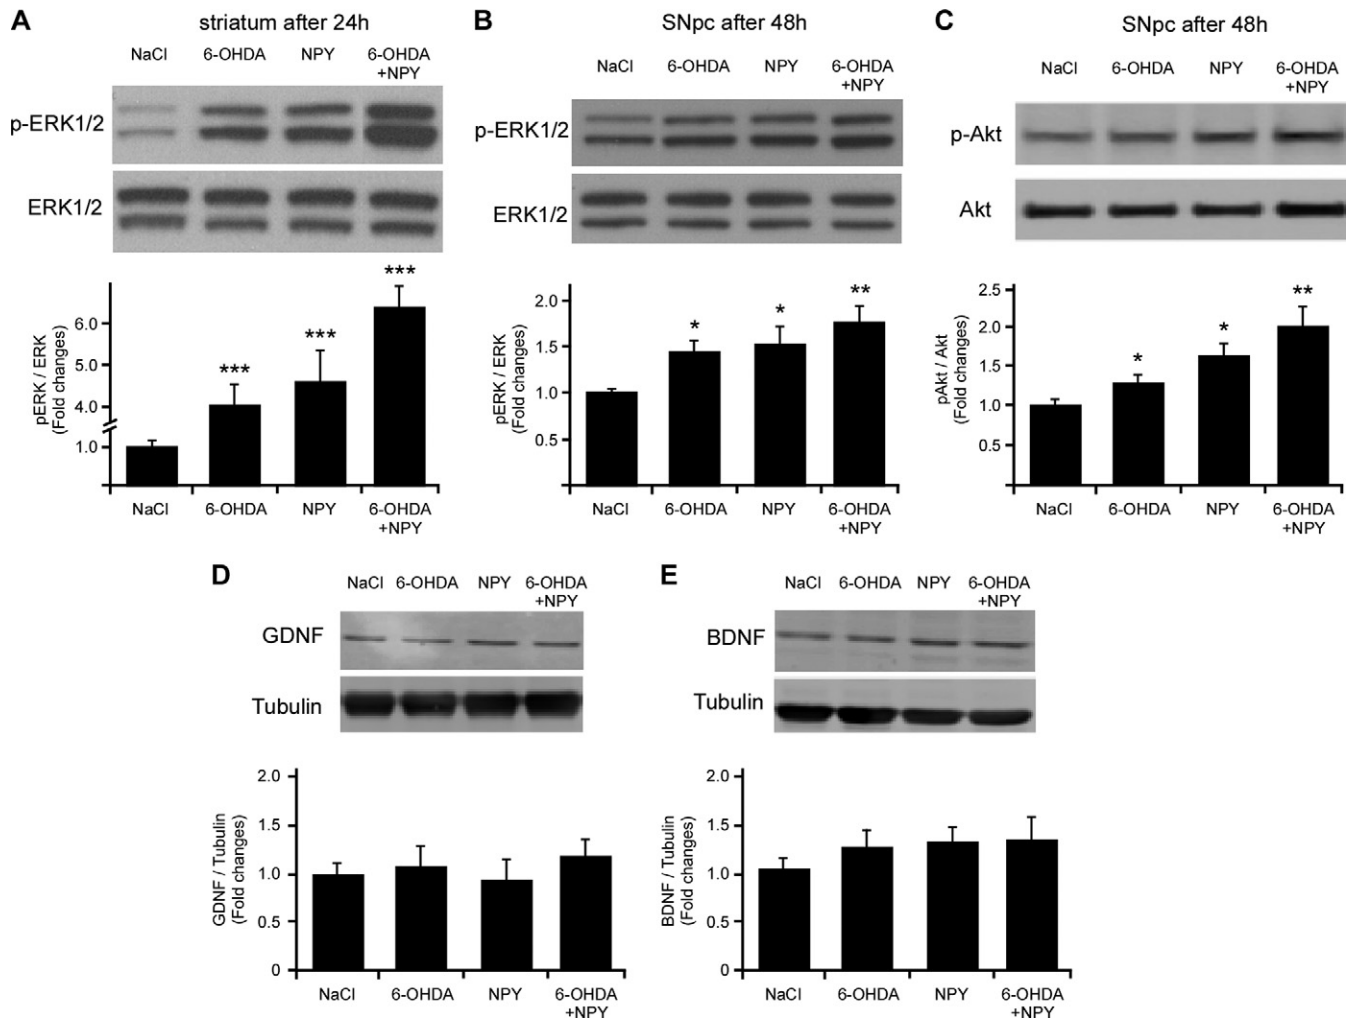 A
striatum after 24h
NaCl 6-OHDA NPY 6-OHDA
+NPY
p-ERK1/2
ERK1/2
***
***
***
pERK / ERK
(Fold changes)
6.0
5.0
4.0
1.0
NaCl 6-OHDA NPY 6-OHDA
+NPY
B
SNpc after 48h
NaCl 6-OHDA NPY 6-OHDA
+NPY
p-ERK1/2
ERK1/2
* * **
pERK / ERK
(Fold changes)
2.0
1.5
1.0
0.5
NaCl 6-OHDA NPY 6-OHDA
+NPY
C
SNpc after 48h
NaCl 6-OHDA NPY 6-OHDA
+NPY
p-Akt
Akt
* * **
pAkt / Akt
(Fold changes)
2.5
2.0
1.5
1.0
0.5
0
NaCl 6-OHDA NPY 6-OHDA
+NPY
D
NaCl 6-OHDA NPY 6-OHDA
+NPY
GDNF
Tubulin
GDNF / Tubulin
(Fold changes)
2.0
1.5
1.0
0.5
0
NaCl 6-OHDA NPY 6-OHDA
+NPY
E
NaCl 6-OHDA NPY 6-OHDA
+NPY
BDNF
Tubulin
BDNF / Tubulin
(Fold changes)
2.0
1.5
1.0
0.5
0
NaCl 6-OHDA NPY 6-OHDA
+NPY